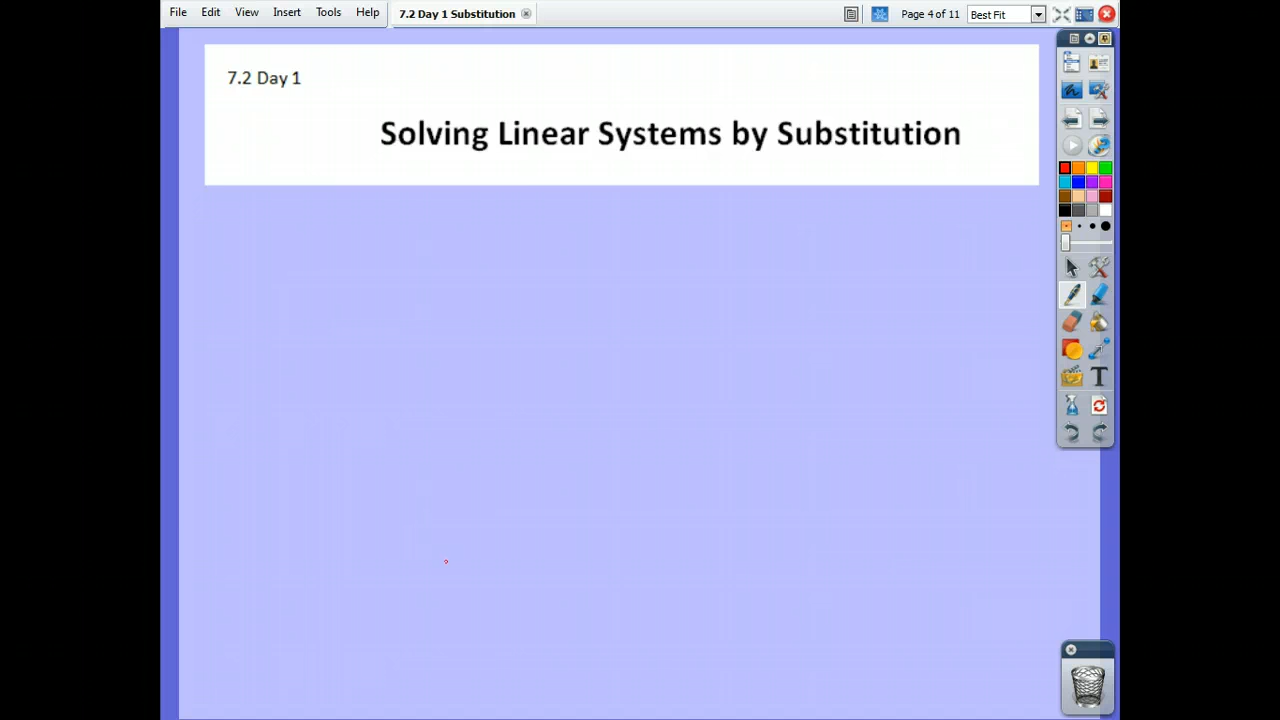 File Edit View Insert Tools Help 7.2 Day 1 Substitution Page 4 of 11 Best Fit
7.2 Day 1
Solving Linear Systems by Substitution
T